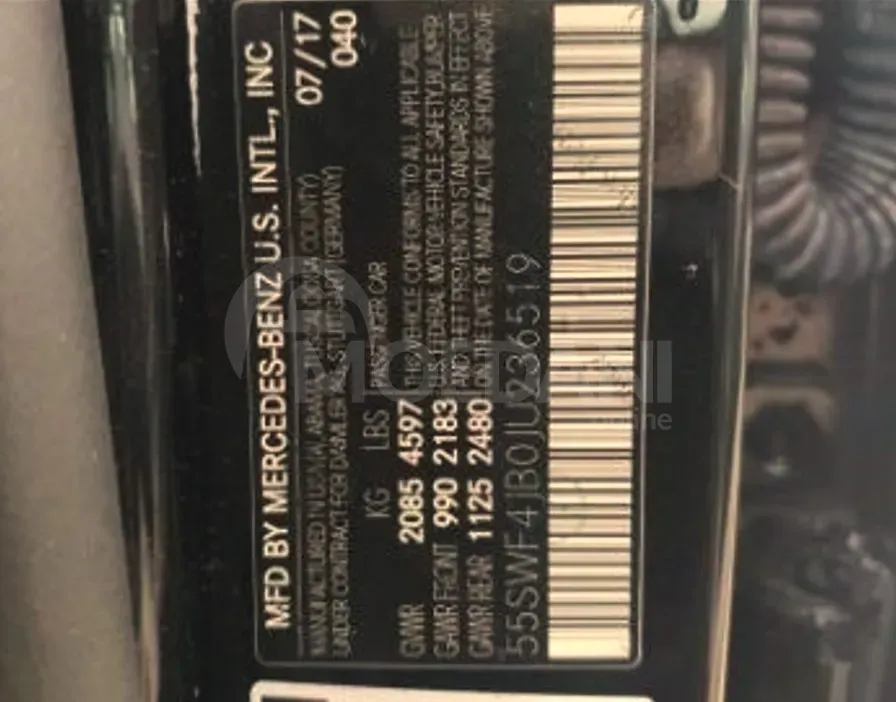 MFD BY MERCEDES-BENZ U.S. INTL., INC
MANUFACTURED IN USA (ALABAMA, TUSCALOOSA COUNTY) 07/17
UNDER CONTRACT FOR DAIMLER AG, STUTTGART (GERMANY) 040
KG LBS PASSENGER CAR
GVWR 2085 4597 THIS VEHICLE CONFORMS TO ALL APPLICABLE
GAWR FRONT 990 2183 U.S. FEDERAL MOTOR VEHICLE SAFETY, BUMPER
AND THEFT PREVENTION STANDARDS IN EFFECT
GAWR REAR 1125 2480 ON THE DATE OF MANUFACTURE SHOWN ABOVE
55SWF4JB0JU236519
online